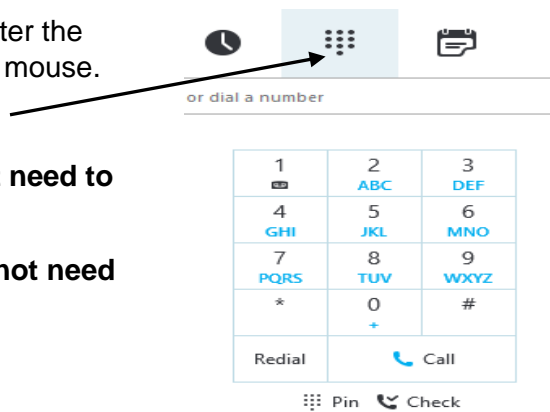 ter the
mouse.
or dial a number
need to
not need
1 2 3
ABC DEF
4 5 6
GHI JKL MNO
7 8 9
PQRS TUV WXYZ
* 0 #
+
Redial Call
Pin Check